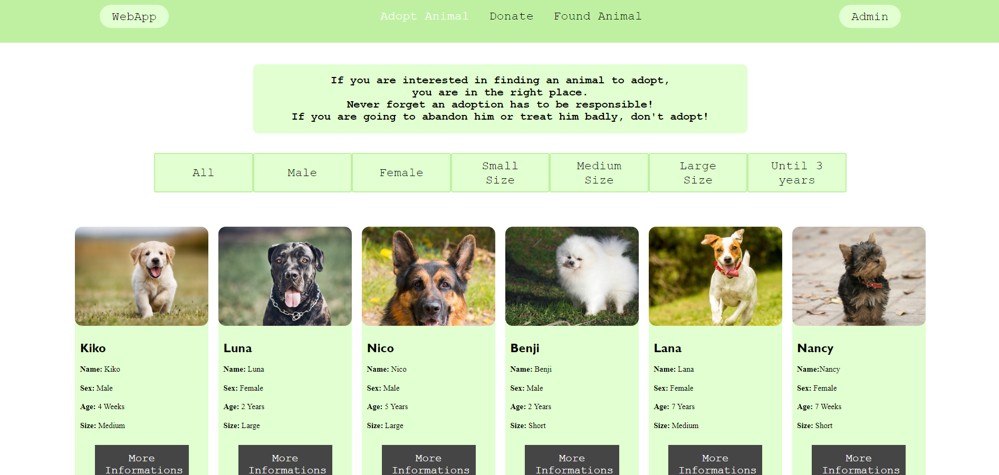 WebApp
Adopt Animal
Donate
Found Animal
Admin
If you are interested in finding an animal to adopt,
you are in the right place.
Never forget an adoption has to be responsible!
If you are going to abandon him or treat him badly, don't adopt!
All
Male
Female
Small
Size
Medium
Size
Large
Size
Until 3
years
Kiko
Name: Kiko
Sex: Male
Age: 4 Weeks
Size: Medium
More
Informations
Luna
Name: Luna
Sex: Female
Age: 2 Years
Size: Large
More
Informations
Nico
Name: Nico
Sex: Male
Age: 5 Years
Size: Large
More
Informations
Benji
Name: Benji
Sex: Male
Age: 2 Years
Size: Short
More
Informations
Lana
Name: Lana
Sex: Female
Age: 7 Years
Size: Medium
More
Informations
Nancy
Name:Nancy
Sex: Female
Age: 7 Weeks
Size: Short
More
Informations